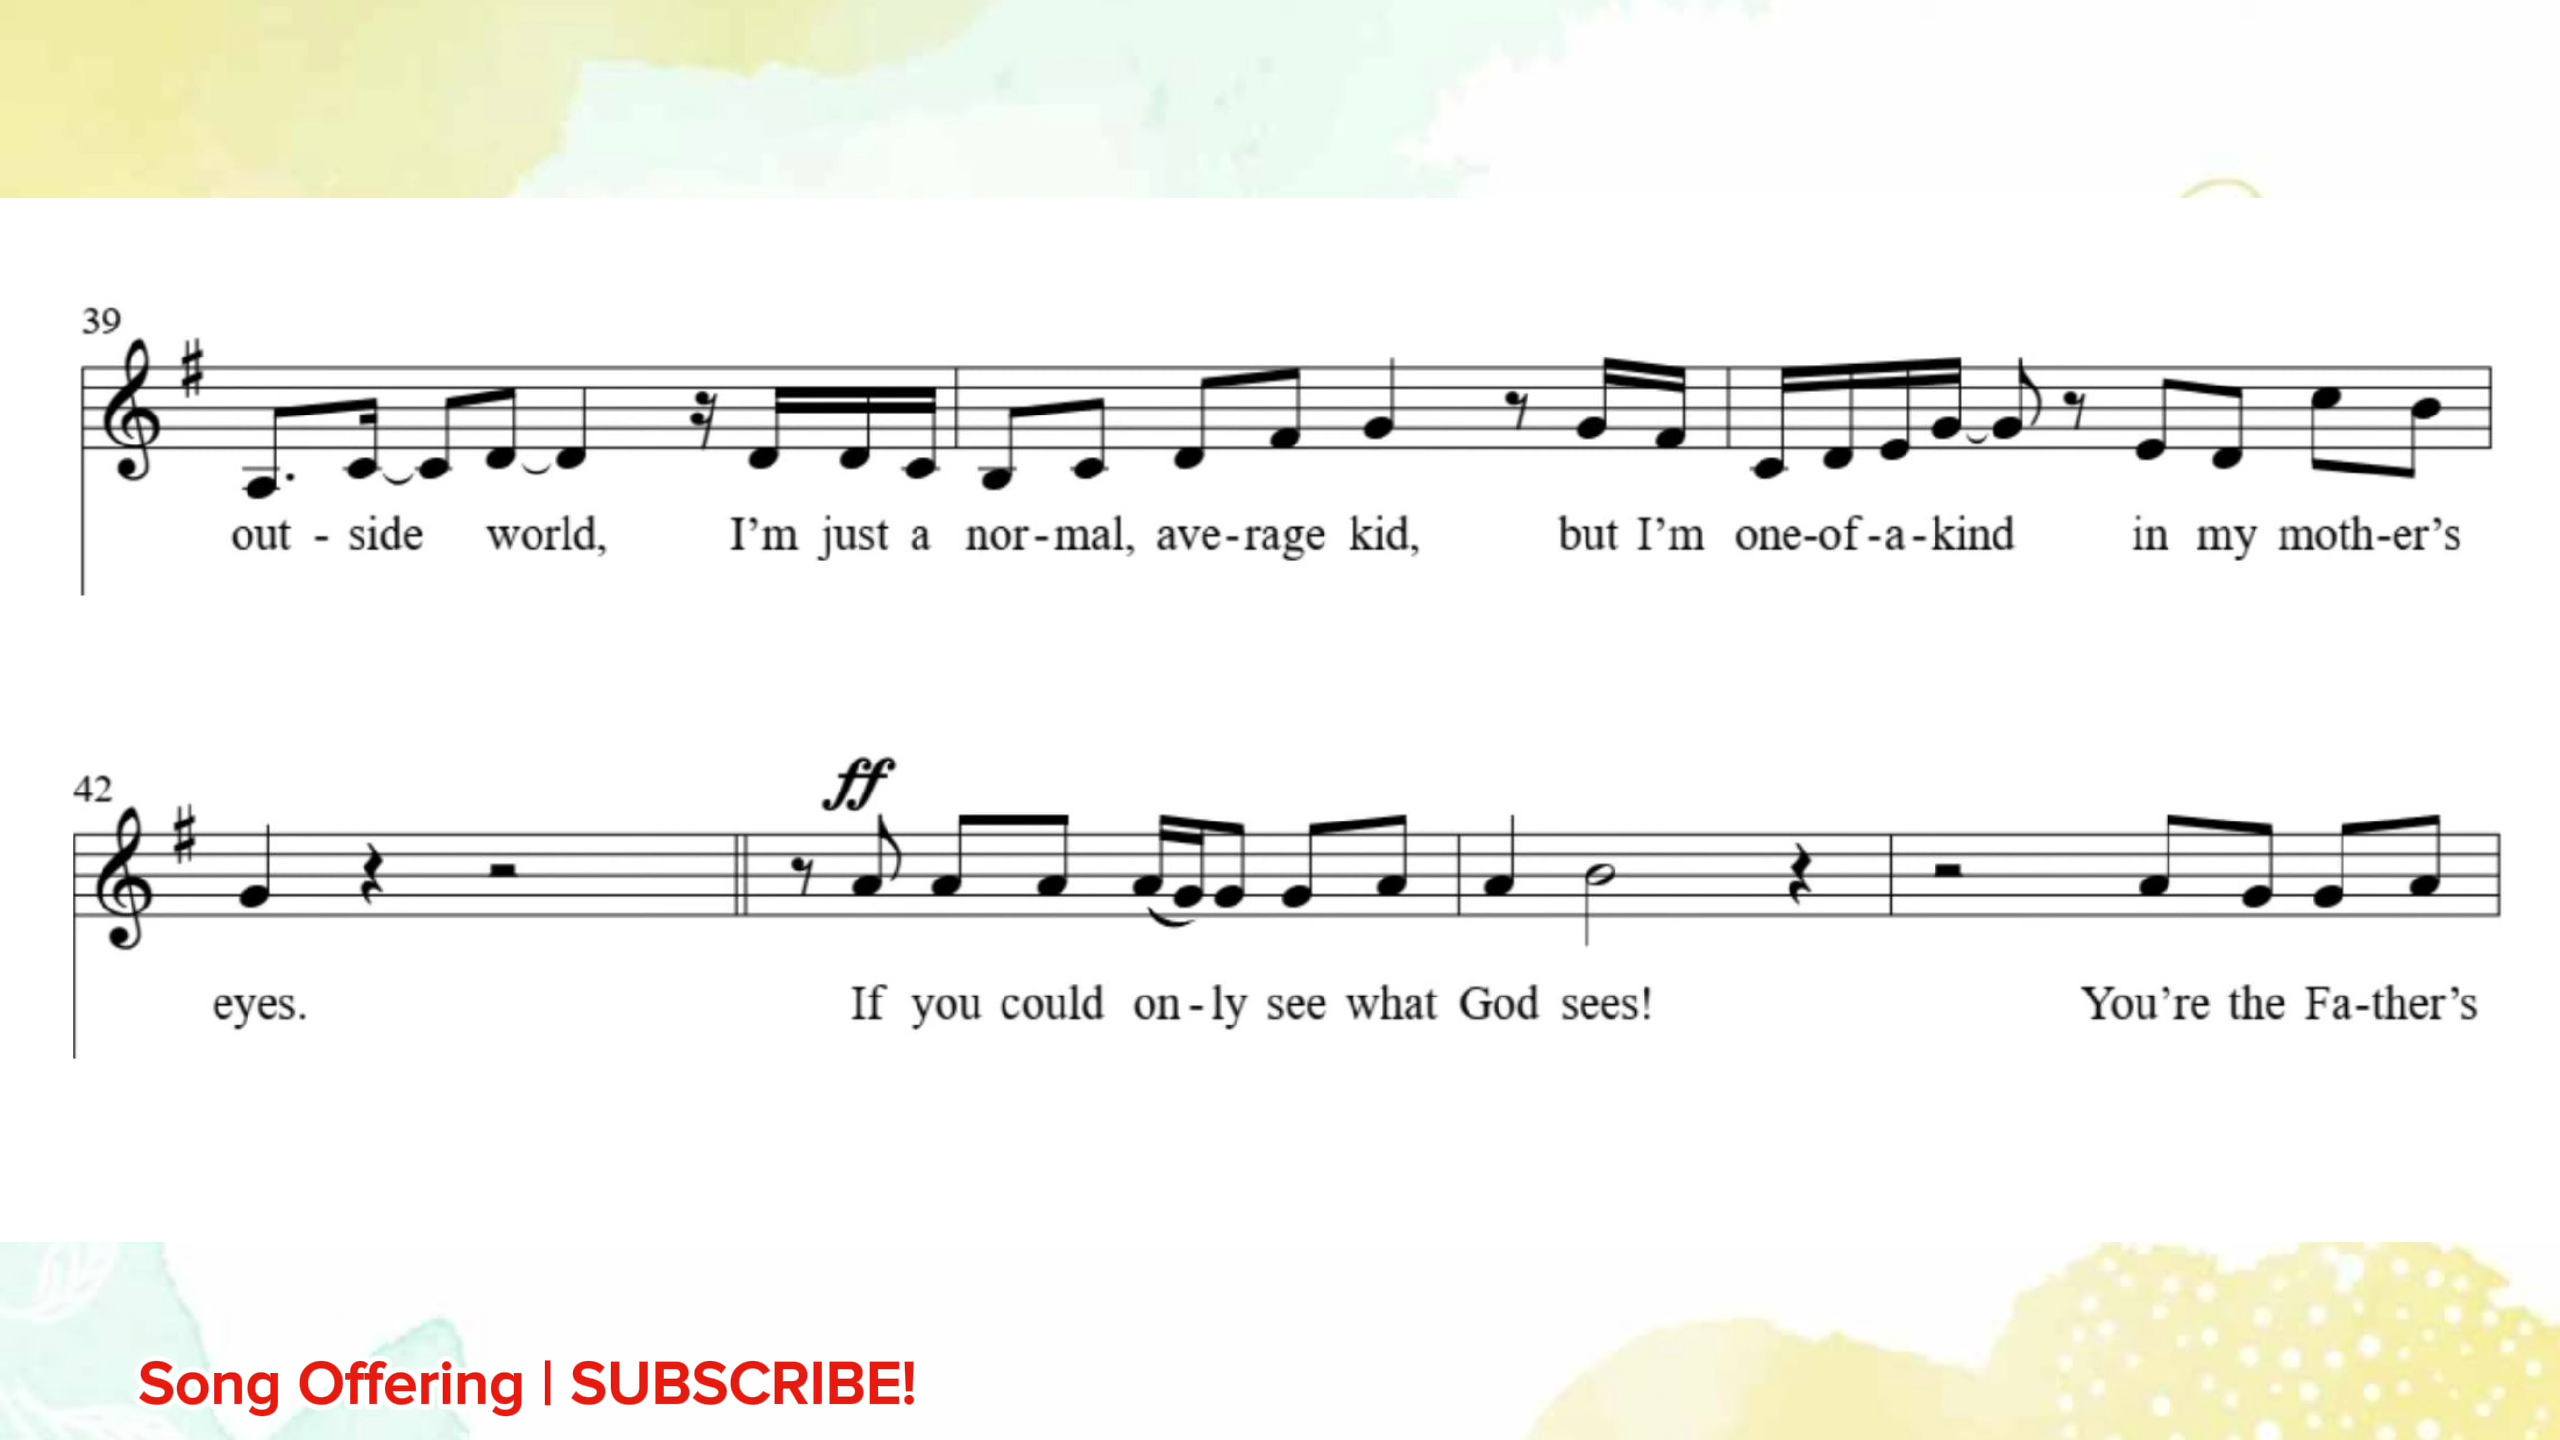 39
out - side world, I’m just a nor-mal, ave-rage kid, but I’m one-of-a-kind in my moth-er’s
42
ff
eyes. If you could on-ly see what God sees! You’re the Fa-ther’s
Song Offering | SUBSCRIBE!